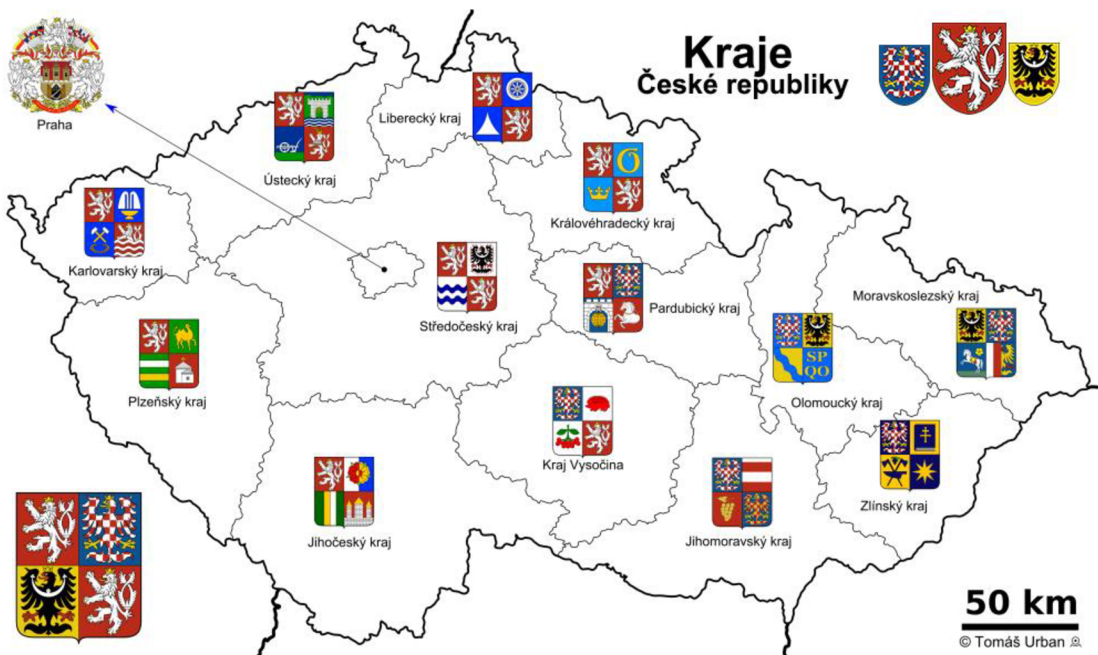 Kraje
České republiky
Praha
Liberecký kraj
Ústecký kraj
Královéhradecký kraj
Karlovarský kraj
Středočeský kraj
Pardubický kraj
Moravskoslezský kraj
SP
QO
Plzeňský kraj
Olomoucký kraj
Kraj Vysočina
Zlínský kraj
Jihočeský kraj
Jihomoravský kraj
50 km
© Tomáš Urban